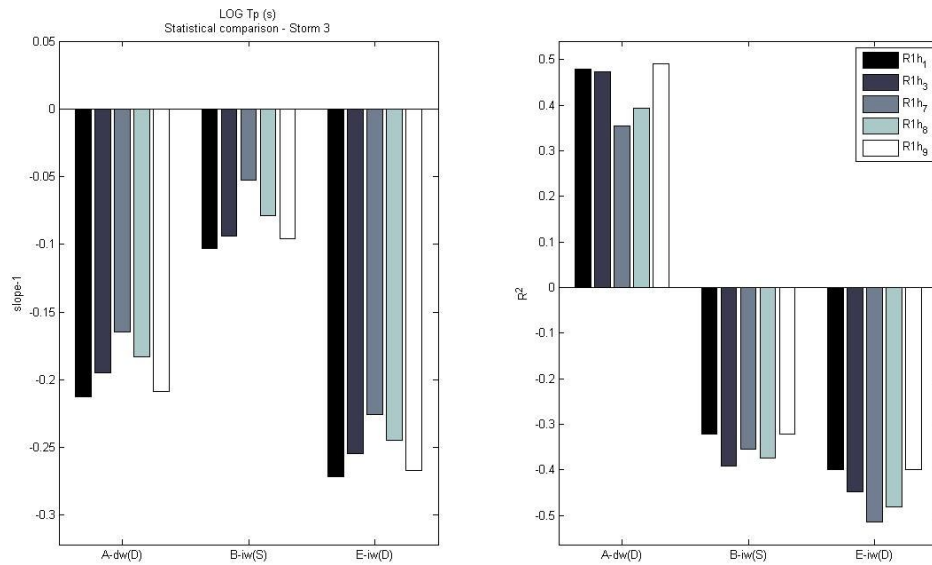 LOG Tp (s)
Statistical comparison - Storm 3
0.05
0
-0.05
-0.1
-0.15
-0.2
-0.25
-0.3
slope-1
A-dw(D)
B-iw(S)
E-iw(D)
0.5
0.4
0.3
0.2
0.1
0
-0.1
-0.2
-0.3
-0.4
-0.5
R²
A-dw(D)
B-iw(S)
E-iw(D)
R1h₁
R1h₃
R1h₇
R1h₈
R1h₉